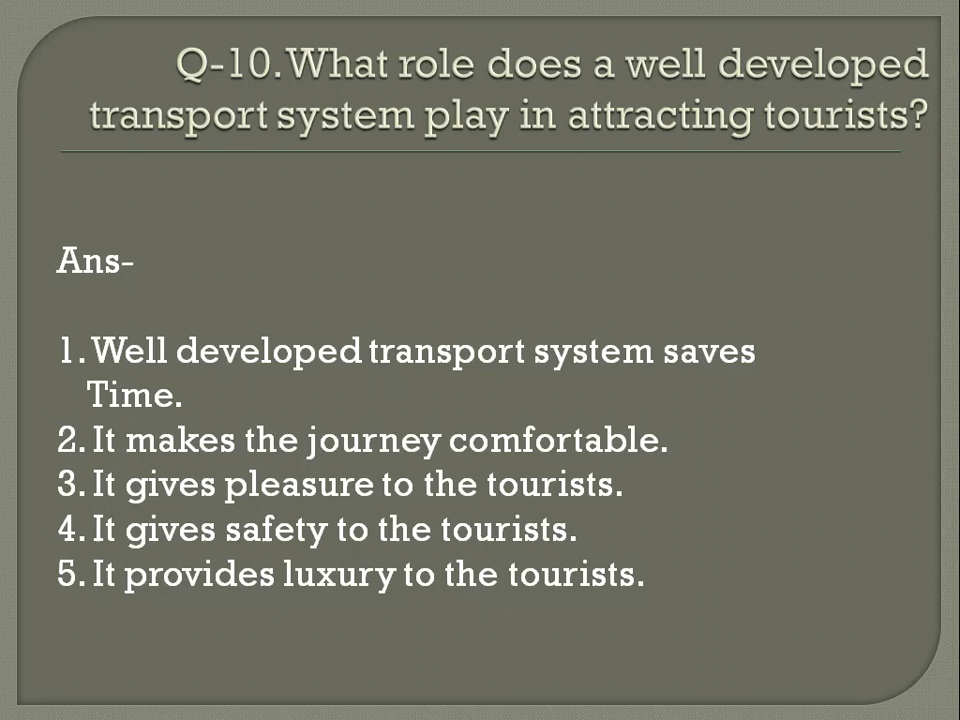 Q-10. What role does a well developed
transport system play in attracting tourists?
Ans-
1. Well developed transport system saves
Time.
2. It makes the journey comfortable.
3. It gives pleasure to the tourists.
4. It gives safety to the tourists.
5. It provides luxury to the tourists.